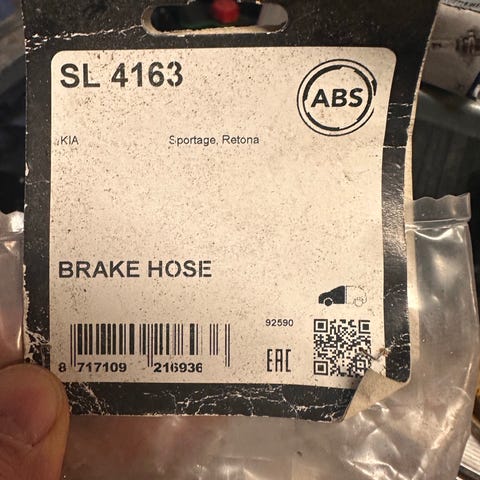 SL 4163
ABS
KIA Sportage, Retona
BRAKE HOSE
92590
8 717109 216936
EAC